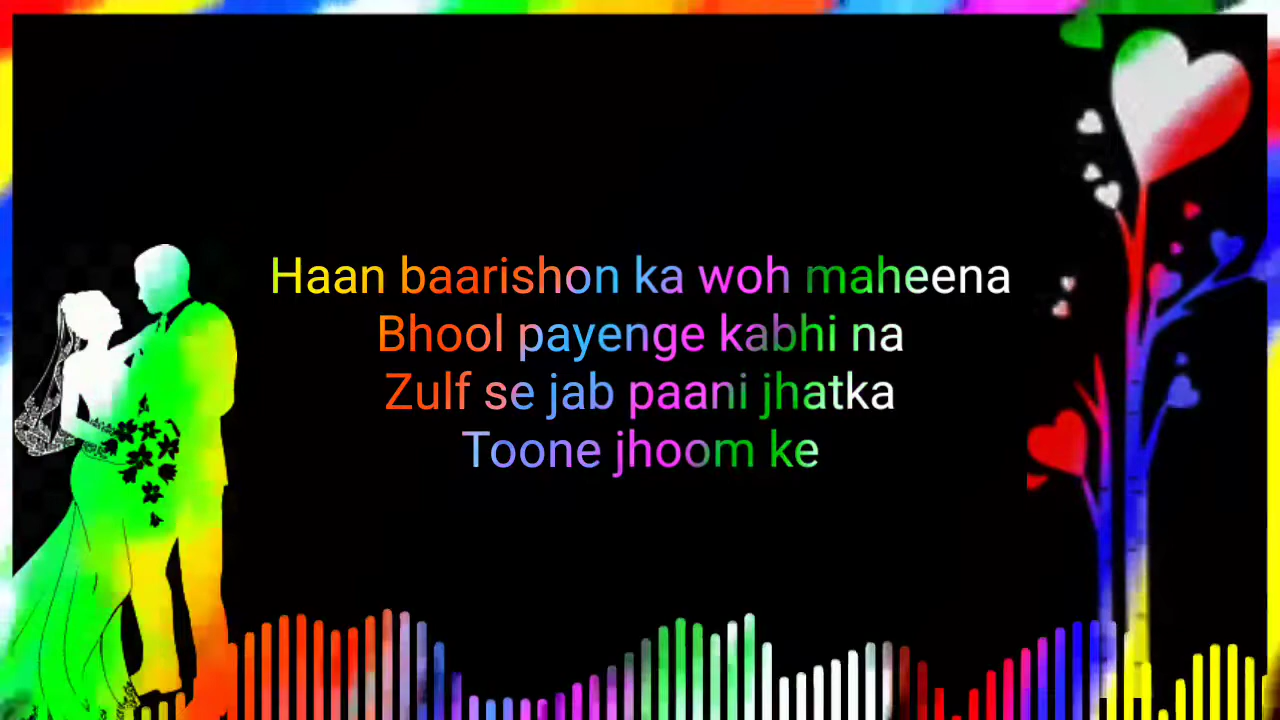 Haan baarishon ka woh maheena
Bhool payenge kabhi na
Zulf se jab paani jhatka
Toone jhoom ke